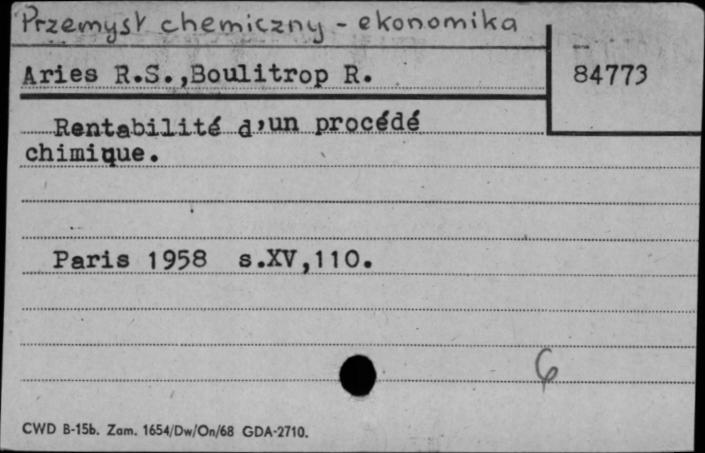 Przemysł chemiczny - ekonomika
Aries R.S.,Boulitrop R.
84773
Rentabilité d'un procédé
chimique.
Paris 1958 s.XV,110.
6
CWD B-15b. Zam. 1654/Dw/On/68 GDA-2710.